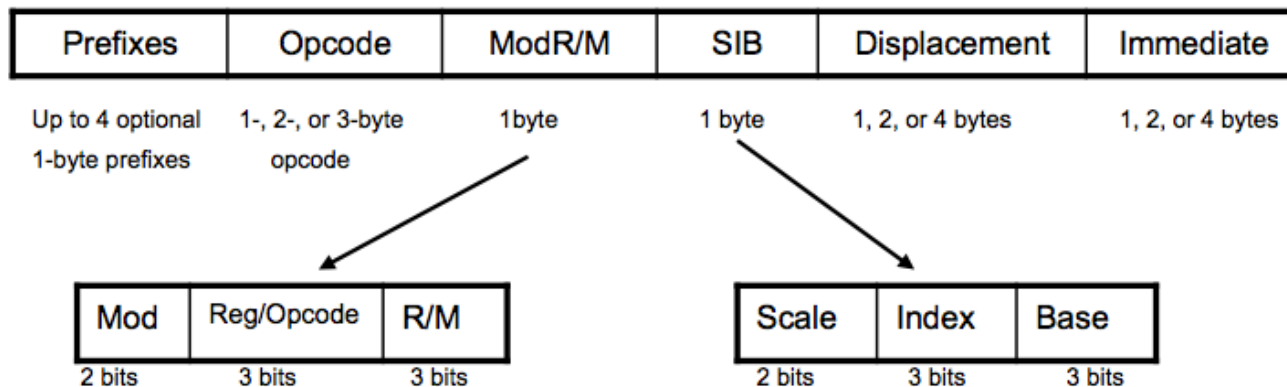 Prefixes Opcode ModR/M SIB Displacement Immediate
Up to 4 optional 1-, 2-, or 3-byte 1byte 1 byte 1, 2, or 4 bytes 1, 2, or 4 bytes
1-byte prefixes opcode
Mod Reg/Opcode R/M Scale Index Base
2 bits 3 bits 3 bits 2 bits 3 bits 3 bits